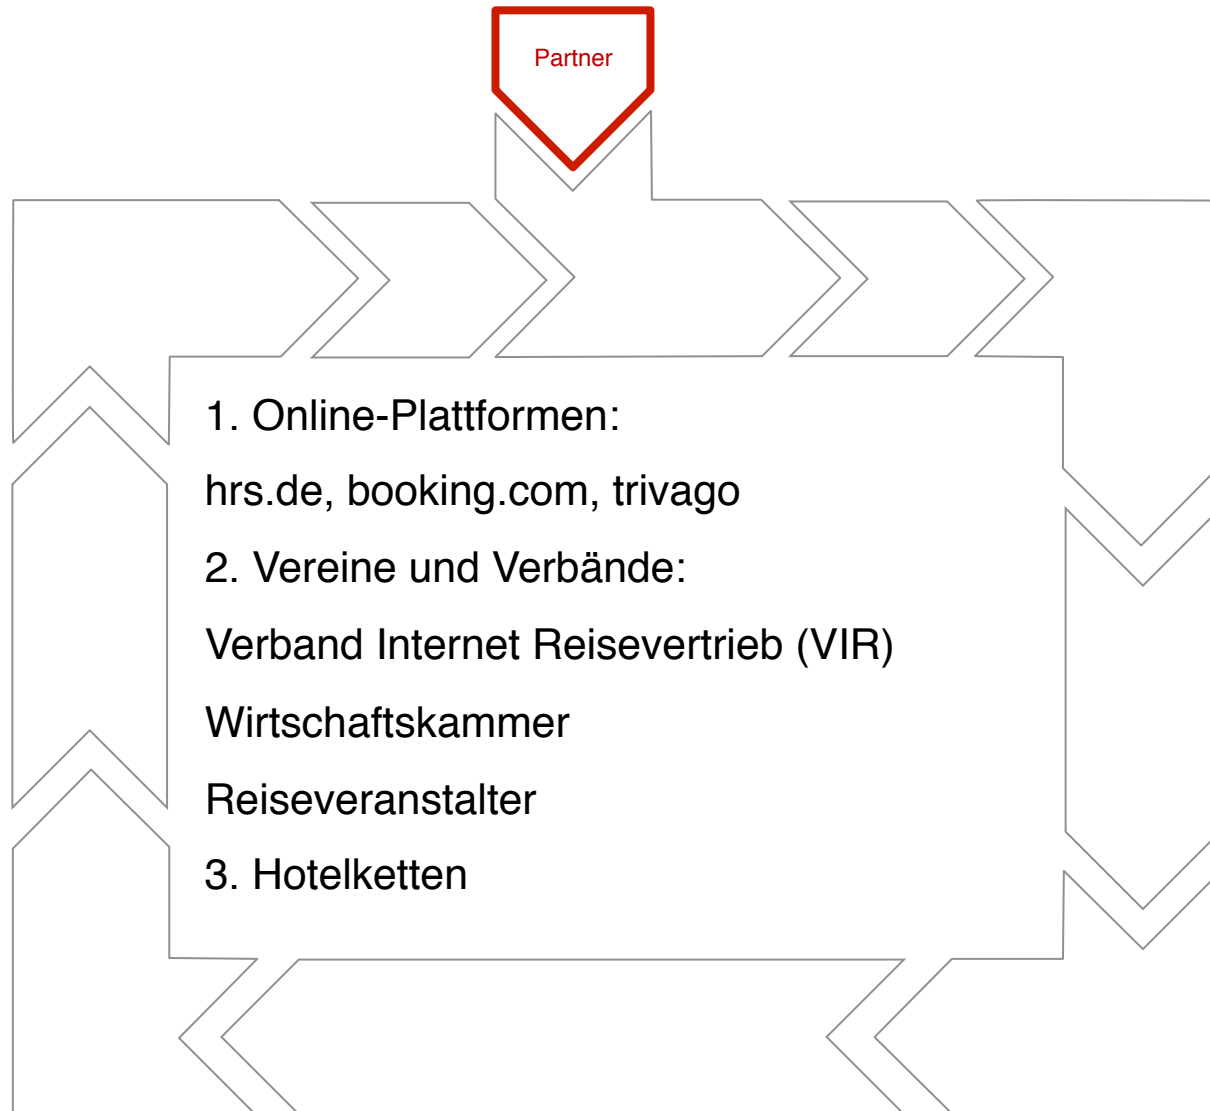 Partner
1. Online-Plattformen:
hrs.de, booking.com, trivago
2. Vereine und Verbände:
Verband Internet Reisevertrieb (VIR)
Wirtschaftskammer
Reiseveranstalter
3. Hotelketten